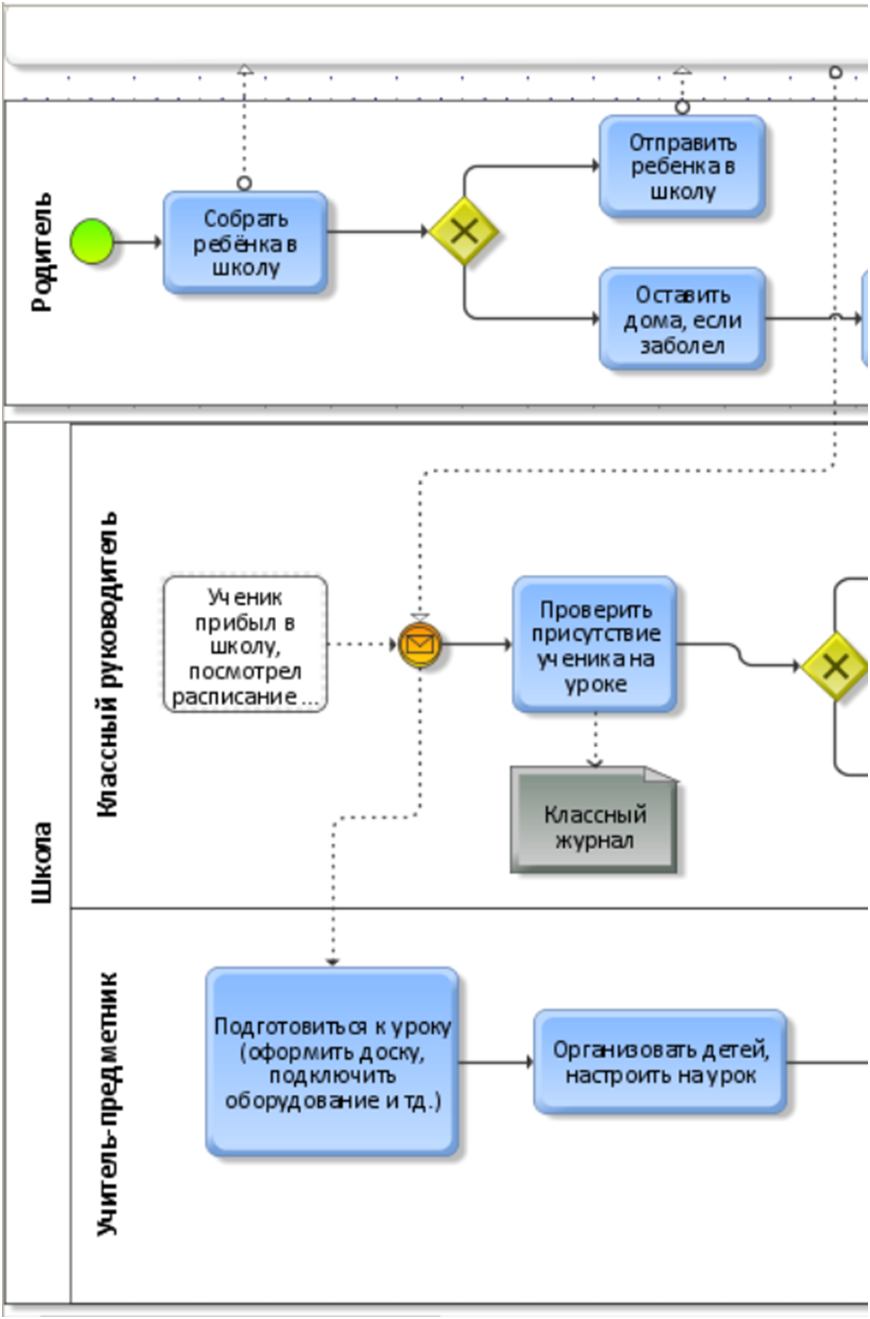 Родитель
Собрать
ребёнка в
школу
Отправить
ребенка в
школу
Оставить
дома, если
заболел
Школа
Классный руководитель
Ученик
прибыл в
школу,
посмотрел
расписание...
Проверить
присутствие
ученика на
уроке
Классный
журнал
Учитель-предметник
Подготовиться к уроку
(оформить доску,
подключить
оборудование и тд.)
Организовать детей,
настроить на урок